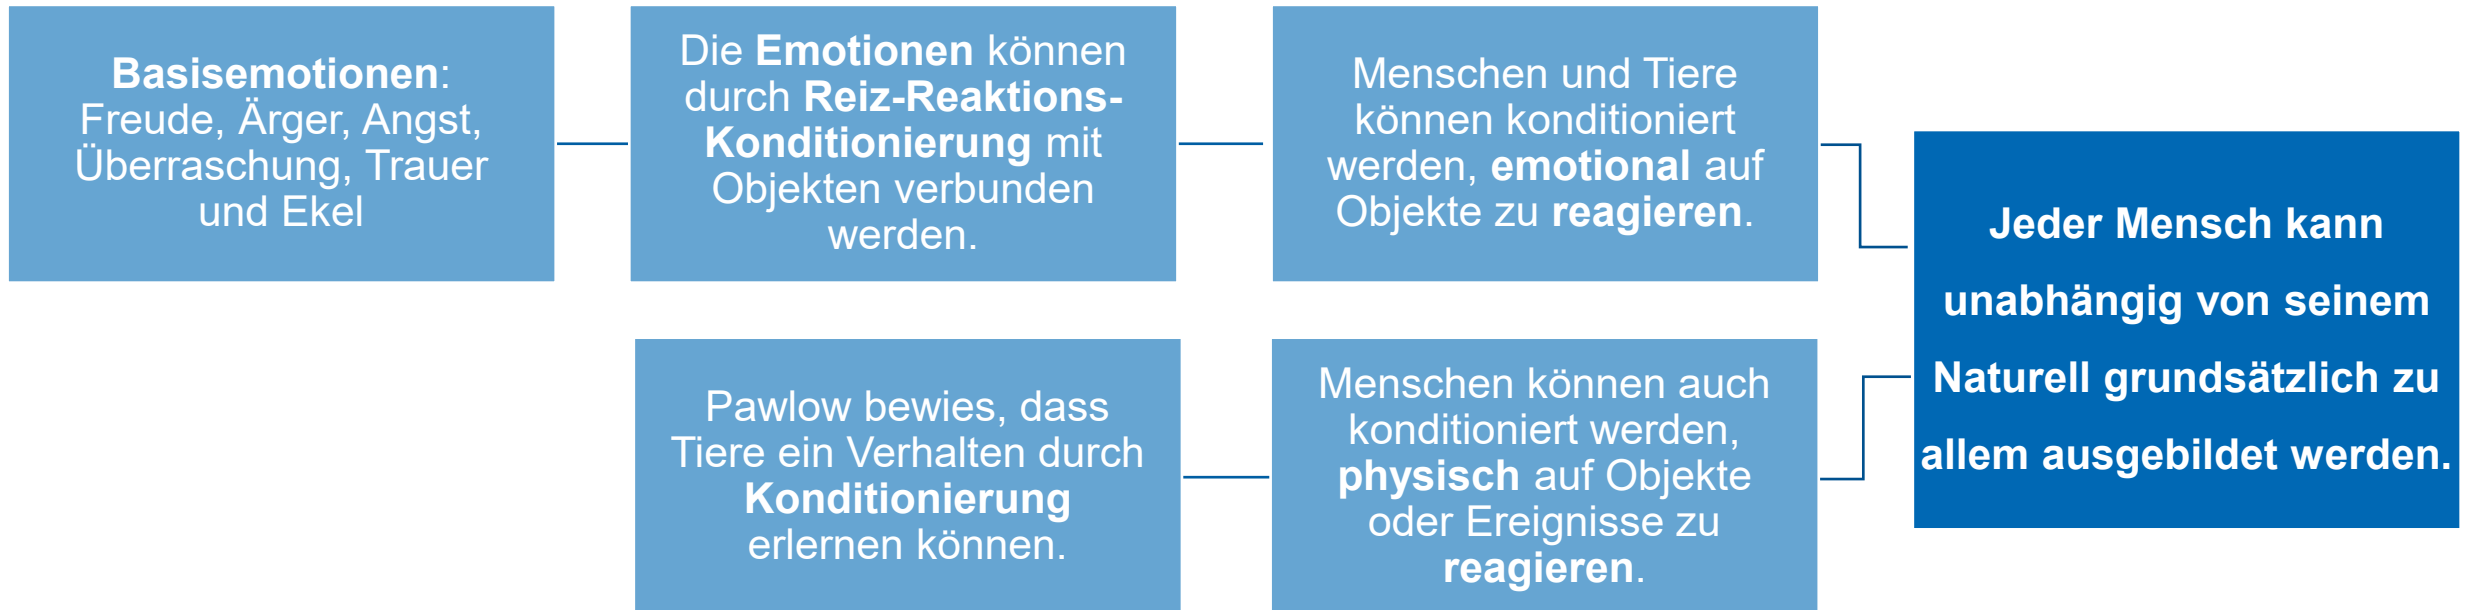 Basisemotionen:
Freude, Ärger, Angst,
Überraschung, Trauer
und Ekel
Die Emotionen können
durch Reiz-Reaktions-
Konditionierung mit
Objekten verbunden
werden.
Menschen und Tiere
können konditioniert
werden, emotional auf
Objekte zu reagieren.
Pawlow bewies, dass
Tiere ein Verhalten durch
Konditionierung
erlernen können.
Menschen können auch
konditioniert werden,
physisch auf Objekte
oder Ereignisse zu
reagieren.
Jeder Mensch kann
unabhängig von seinem
Naturell grundsätzlich zu
allem ausgebildet werden.